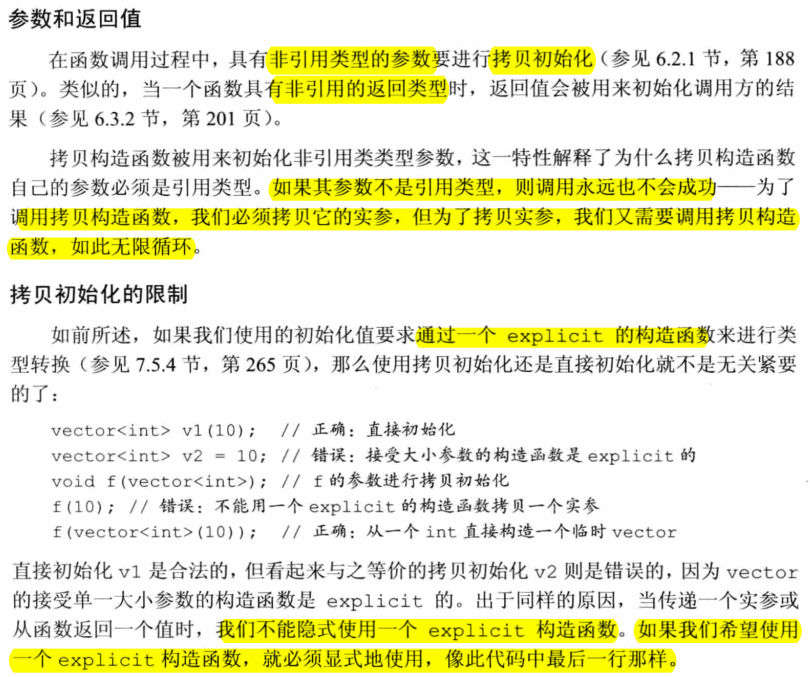 参数和返回值
在函数调用过程中，具有非引用类型的参数要进行拷贝初始化（参见 6.2.1 节，第 188
页）。类似的，当一个函数具有非引用的返回类型时，返回值会被用来初始化调用方的结
果（参见 6.3.2 节，第 201 页）。
拷贝构造函数被用来初始化非引用类类型参数，这一特性解释了为什么拷贝构造函数
自己的参数必须是引用类型。如果其参数不是引用类型，则调用永远也不会成功——为了
调用拷贝构造函数，我们必须拷贝它的实参，但为了拷贝实参，我们又需要调用拷贝构造
函数，如此无限循环。
拷贝初始化的限制
如前所述，如果我们使用的初始化值要求通过一个 explicit 的构造函数来进行类
型转换（参见 7.5.4 节，第 265 页），那么使用拷贝初始化还是直接初始化就不是无关紧要
的了：
vector<int> v1(10);  // 正确：直接初始化
vector<int> v2 = 10; // 错误：接受大小参数的构造函数是 explicit 的
void f(vector<int>); // f 的参数进行拷贝初始化
f(10); // 错误：不能用一个 explicit 的构造函数拷贝一个实参
f(vector<int>(10));  // 正确：从一个 int 直接构造一个临时 vector
直接初始化 v1 是合法的，但看起来与之等价的拷贝初始化 v2 则是错误的，因为 vector
的接受单一大小参数的构造函数是 explicit 的。出于同样的原因，当传递一个实参或
从函数返回一个值时，我们不能隐式使用一个 explicit 构造函数。如果我们希望使用
一个 explicit 构造函数，就必须显式地使用，像此代码中最后一行那样。